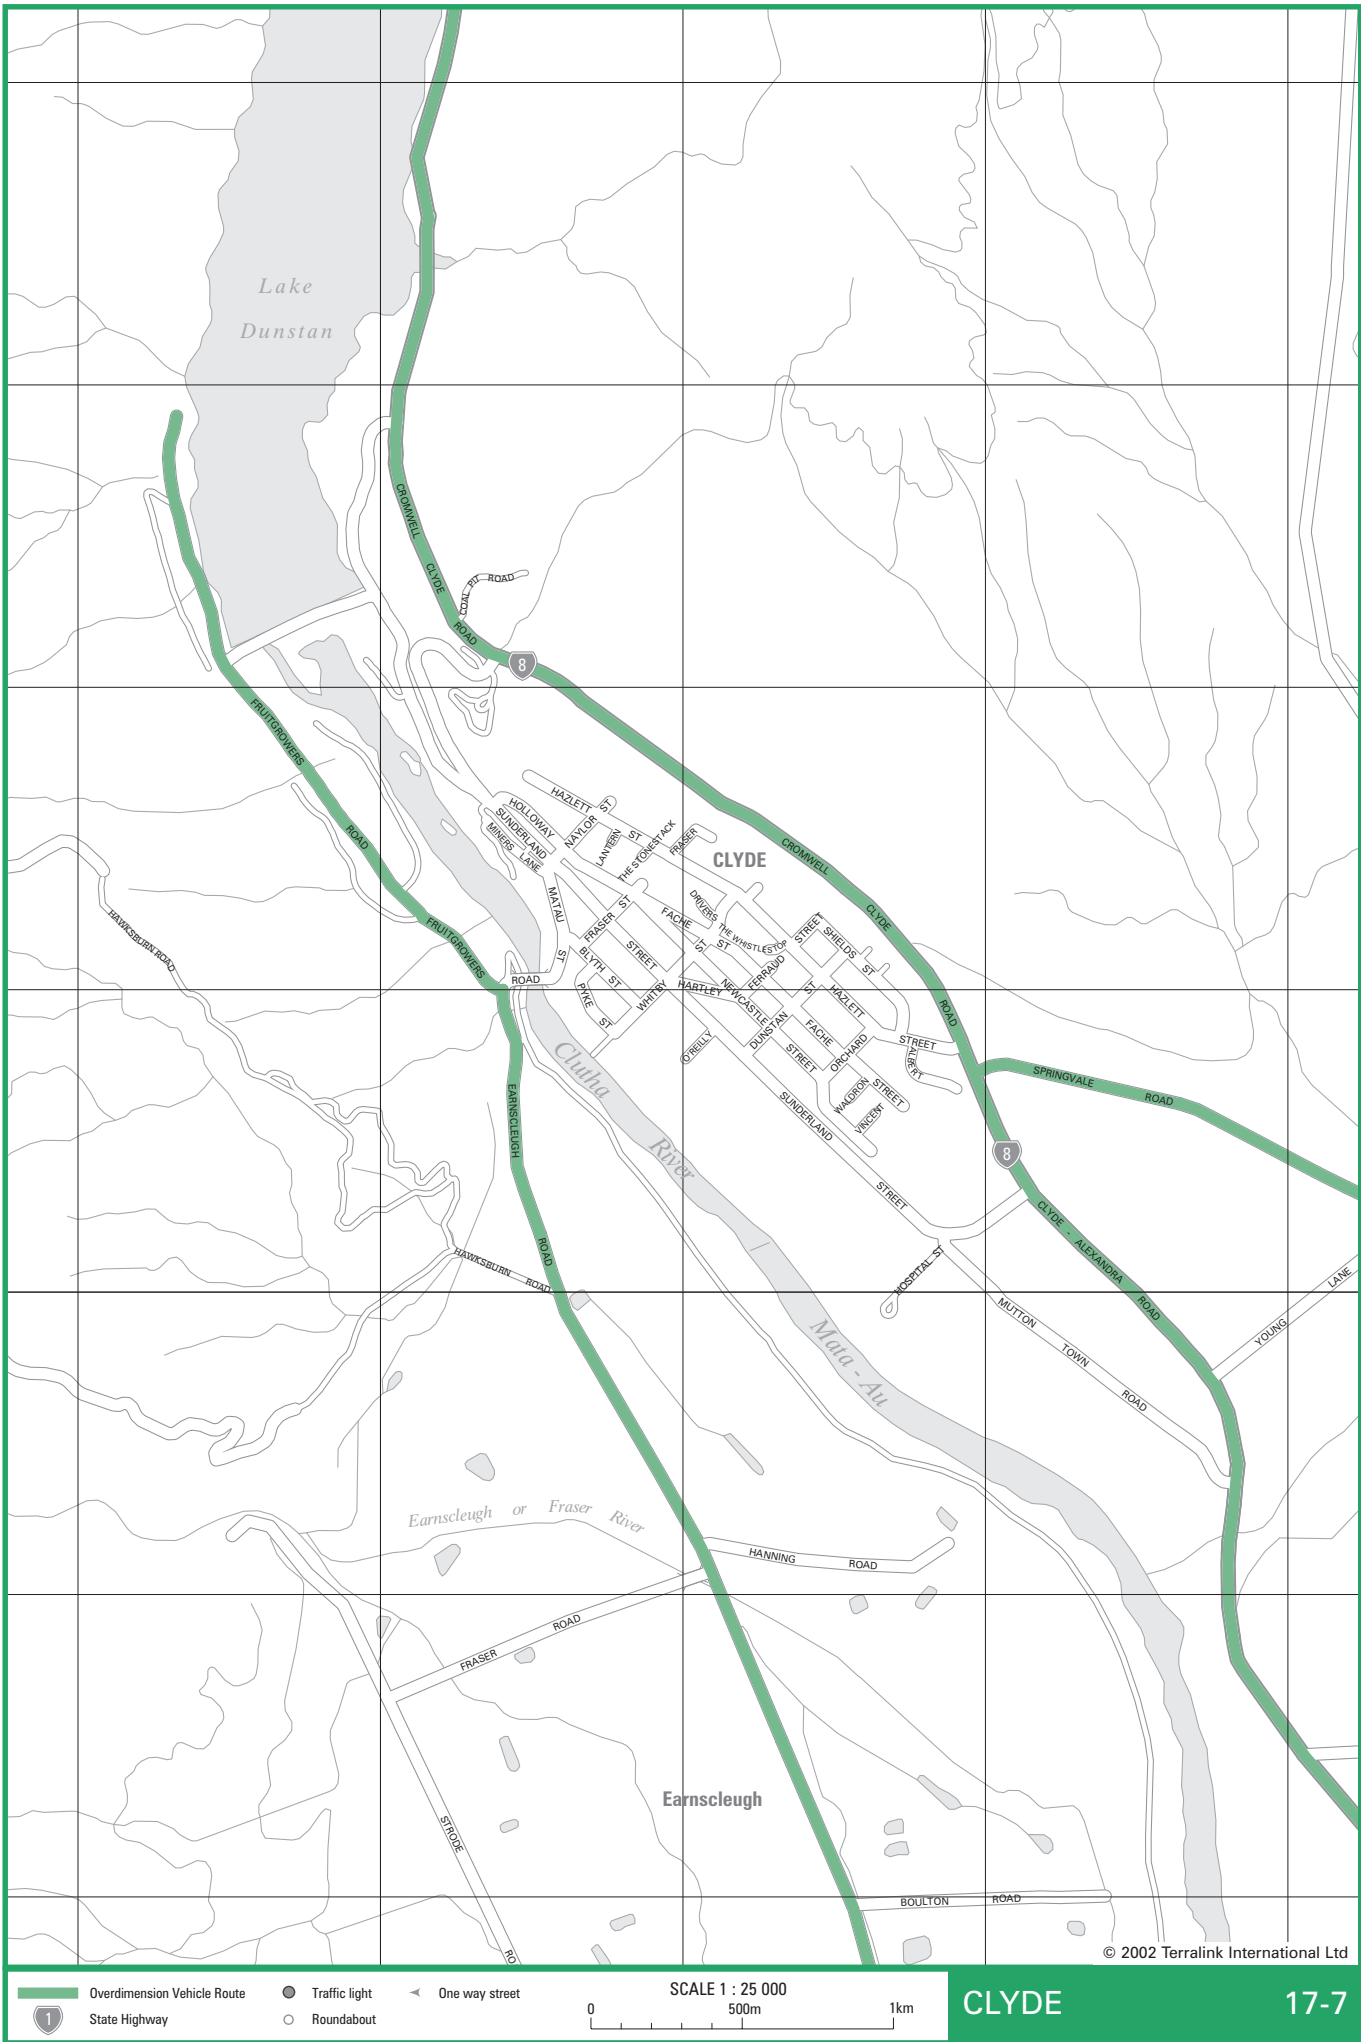 Lake
Dunstan
CROMWELL
CLYDE
ROAD
COAL PIT ROAD
8
FRUITGROWERS
ROAD
FRUITGROWERS
ROAD
HAZLETT
ST
HOLLOWAY
SUNDERLAND
MINERS
LANE
NAYLOR ST
LANTERN
THE STONESTACK
FRASER
CLYDE
CROMWELL
CLYDE
ROAD
MATAU
ST
FRASER ST
STREET
FACHE
ST
DRIVERS
THE WHISTLESTOP
ST
STREET
SHIELDS
ST
BLYTH
ST
PYKE
ST
WHITBY
HARTLEY
NEWCASTLE
FERRAUD
ST
HAZLETT
STREET
O'REILLY
DUNSTAN
STREET
FACHE
STREET
ORCHARD
ALBERT
WALDRON
VINCENT
HAWKSBURN ROAD
Clutha
River
EARNSCLEUGH
ROAD
SUNDERLAND
STREET
SPRINGVALE
ROAD
8
HAWKSBURN
ROAD
HOSPITAL ST
CLYDE - ALEXANDRA
ROAD
MUTTON
TOWN
ROAD
YOUNG
LANE
Mata - Au
Earnscleugh or Fraser River
HANNING
ROAD
FRASER
ROAD
Earnscleugh
STRODE
RO
BOULTON
ROAD
© 2002 Terralink International Ltd
Overdimension Vehicle Route
Traffic light
One way street
1
State Highway
Roundabout
SCALE 1 : 25 000
0
500m
1km
CLYDE
17-7